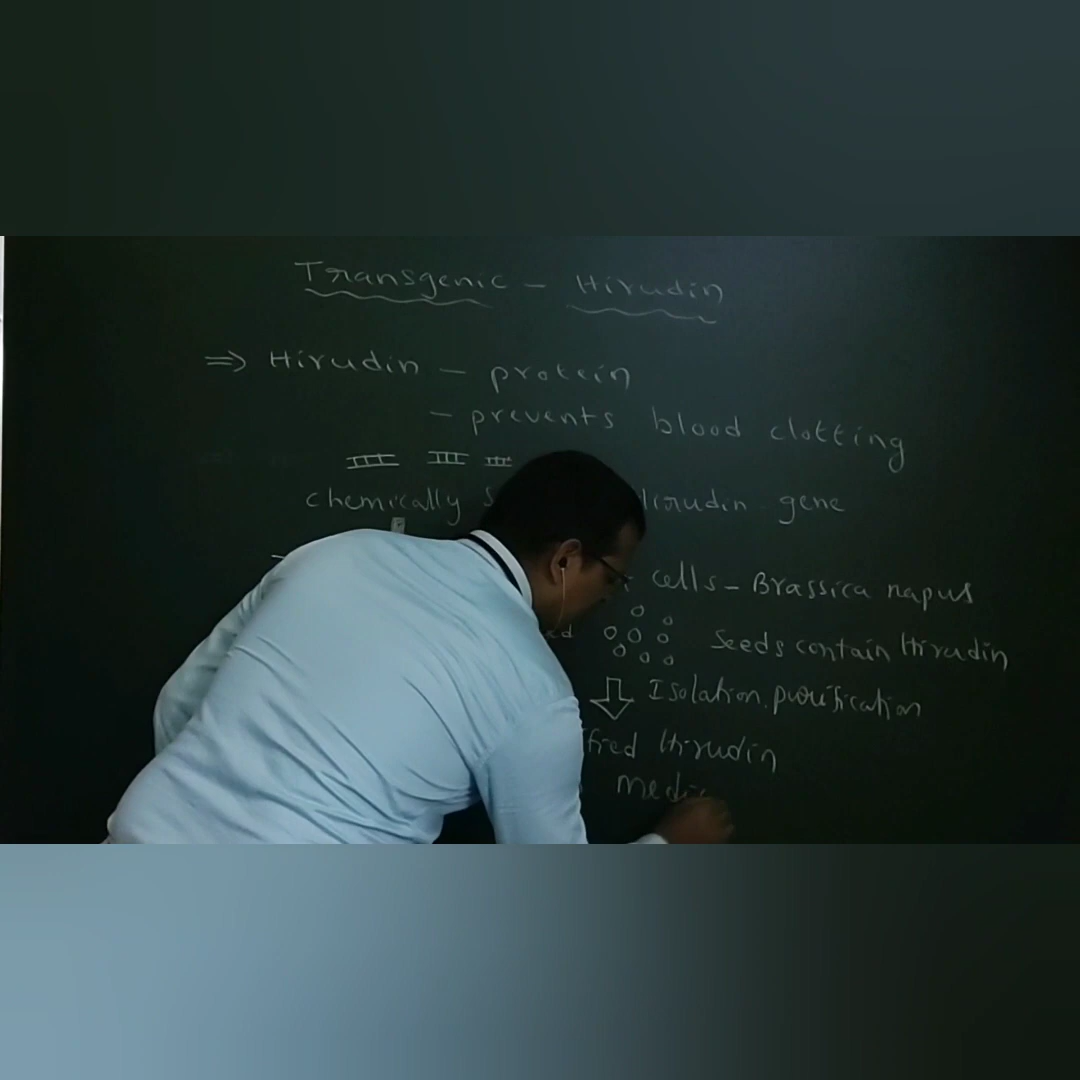 Transgenic - Hirudin
⇒ Hirudin - protein
- prevents blood clotting
chemically Hirudin gene
cells - Brassica napus
Seeds contain Hirudin
Isolation, purification
Hirudin